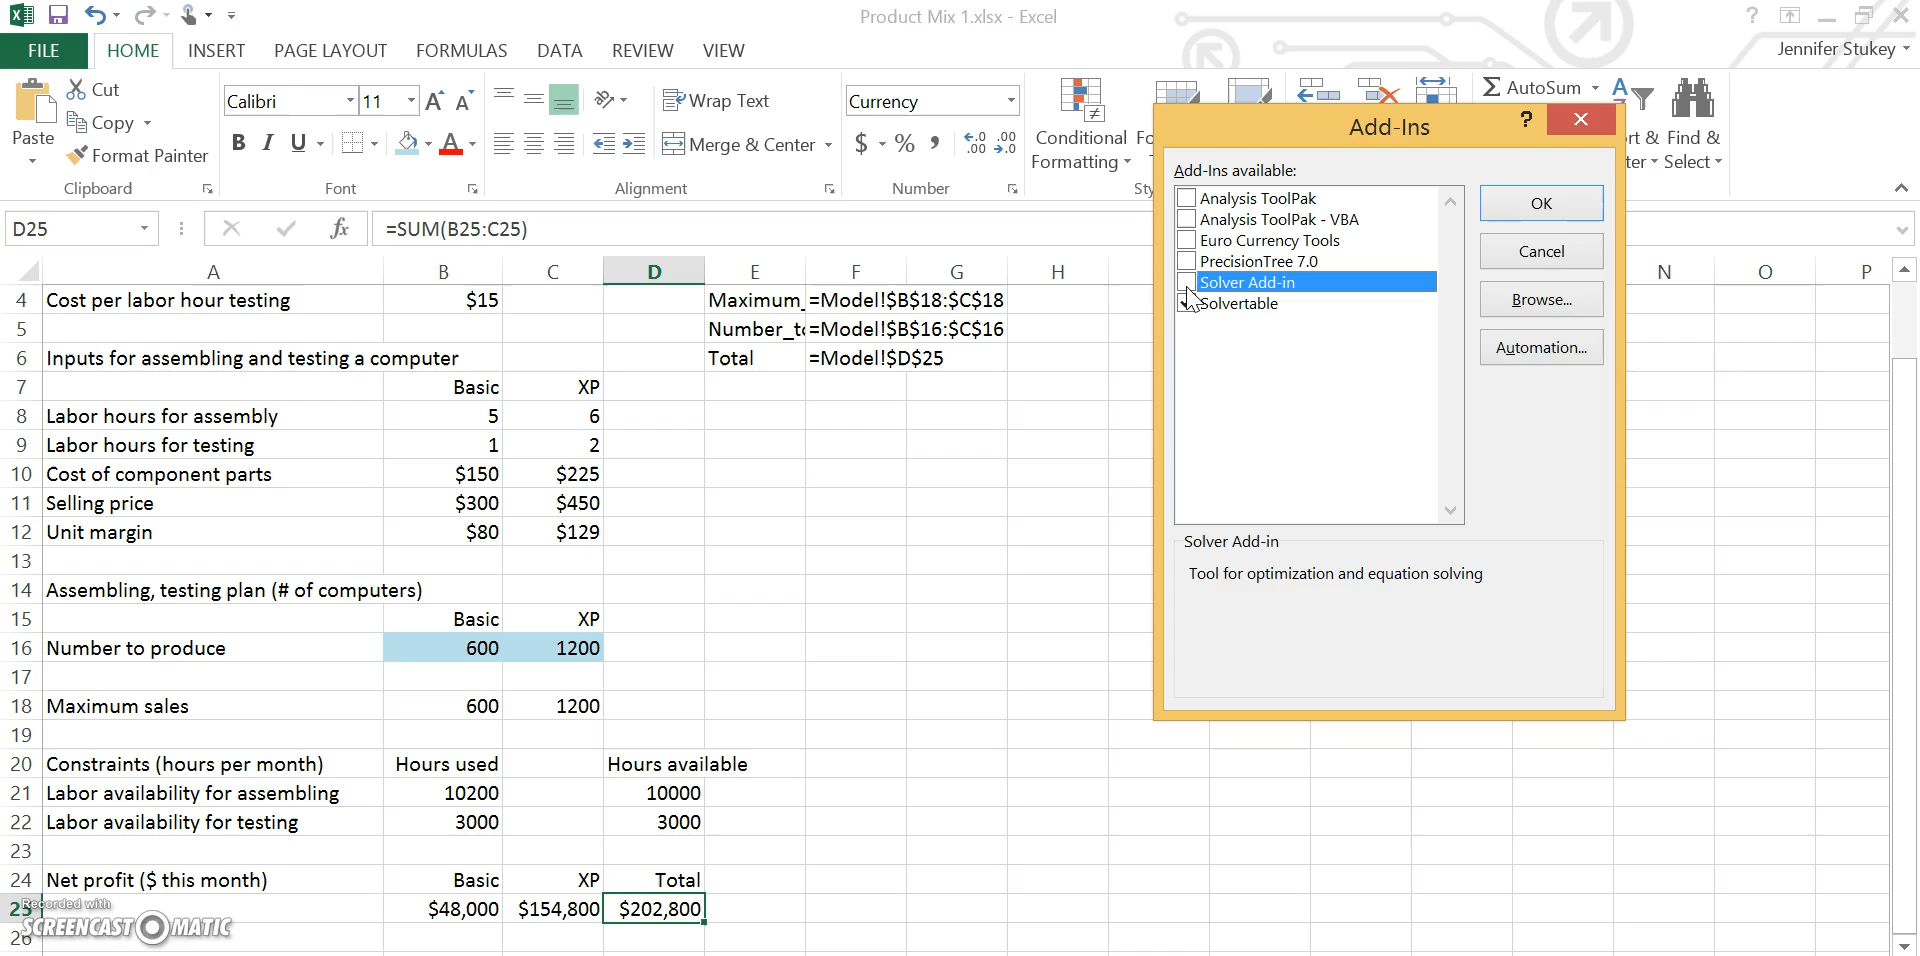 Product Mix 1.xlsx - Excel
?
FILE HOME INSERT PAGE LAYOUT FORMULAS DATA REVIEW VIEW
Jennifer Stukey
Paste
Cut
Copy
Format Painter
Clipboard
Calibri 11
B I U
Font
Wrap Text
Merge & Center
Alignment
Currency
$ % ,
Number
Conditional
Formatting
AutoSum
Find &
Select
D25 fx =SUM(B25:C25)
A B C D E F G H N O P
4 Cost per labor hour testing $15 =Model!$B$18:$C$18
5 =Model!$B$16:$C$16
6 Inputs for assembling and testing a computer Total =Model!$D$25
7 Basic XP
8 Labor hours for assembly 5 6
9 Labor hours for testing 1 2
10 Cost of component parts $150 $225
11 Selling price $300 $450
12 Unit margin $80 $129
13
14 Assembling, testing plan (# of computers)
15 Basic XP
16 Number to produce 600 1200
17
18 Maximum sales 600 1200
19
20 Constraints (hours per month) Hours used Hours available
21 Labor availability for assembling 10200 10000
22 Labor availability for testing 3000 3000
23
24 Net profit ($ this month) Basic XP Total
25 $48,000 $154,800 $202,800
26
Recorded with
SCREENCAST MATIC
Add-Ins
?
Add-Ins available:
Analysis ToolPak
Analysis ToolPak - VBA
Euro Currency Tools
PrecisionTree 7.0
Solver Add-in
Solvertable
OK
Cancel
Browse...
Automation...
Solver Add-in
Tool for optimization and equation solving